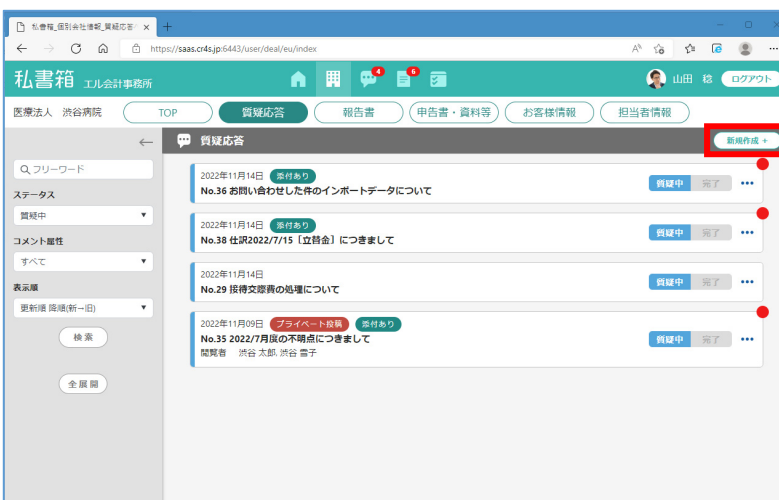 私書箱_個別会社情報_質疑応答
https://saas.cr4s.jp:6443/user/deal/eu/index
私書箱 エル会計事務所
4
6
山田 稔
ログアウト
医療法人 渋谷病院
TOP
質疑応答
報告書
申告書・資料等
お客様情報
担当者情報
質疑応答
新規作成 +
フリーワード
ステータス
質疑中
コメント属性
すべて
表示順
更新順 降順(新→旧)
検索
全展開
2022年11月14日 添付あり
No.36 お問い合わせした件のインポートデータについて
質疑中 完了
2022年11月14日 添付あり
No.38 仕訳2022/7/15［立替金］につきまして
質疑中 完了
2022年11月14日
No.29 接待交際費の処理について
質疑中 完了
2022年11月09日 プライベート投稿 添付あり
No.35 2022/7月度の不明点につきまして
閲覧者 渋谷 太郎, 渋谷 雪子
質疑中 完了